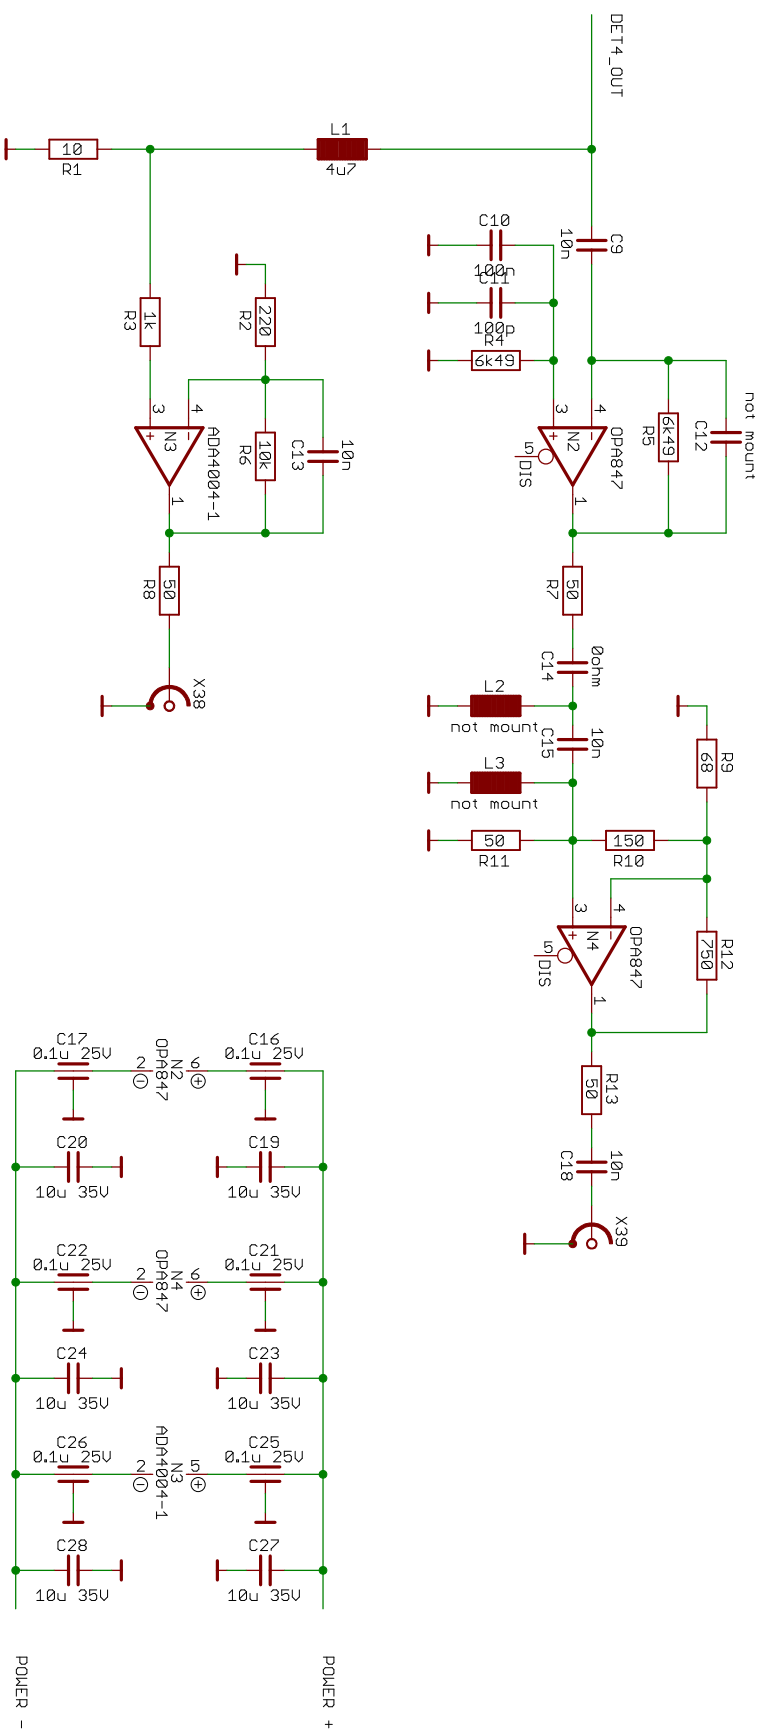 DET4_OUT
L1
4u7
10
R1
C10
100n
C11
100p
R4
6k49
C9
10n
R3
1k
R2
220
3
4
N3
ADA4004-1
1
R6
10k
C13
10n
3
4
N2
OPA847
5
DIS
1
R5
6k49
C12
not mount
R8
50
X38
R7
50
C14
0ohm
L2
not mount
C15
10n
L3
not mount
50
R11
150
R10
R9
68
3
4
N4
OPA847
5
DIS
1
R12
750
R13
50
C18
10n
X39
C17
0.1u 25V
2
N2
OPA847
6
C16
0.1u 25V
C20
10u 35V
C19
10u 35V
C22
0.1u 25V
2
N4
OPA847
6
C21
0.1u 25V
C24
10u 35V
C23
10u 35V
C26
0.1u 25V
2
N3
ADA4004-1
5
C25
0.1u 25V
C28
10u 35V
C27
10u 35V
POWER -
POWER +